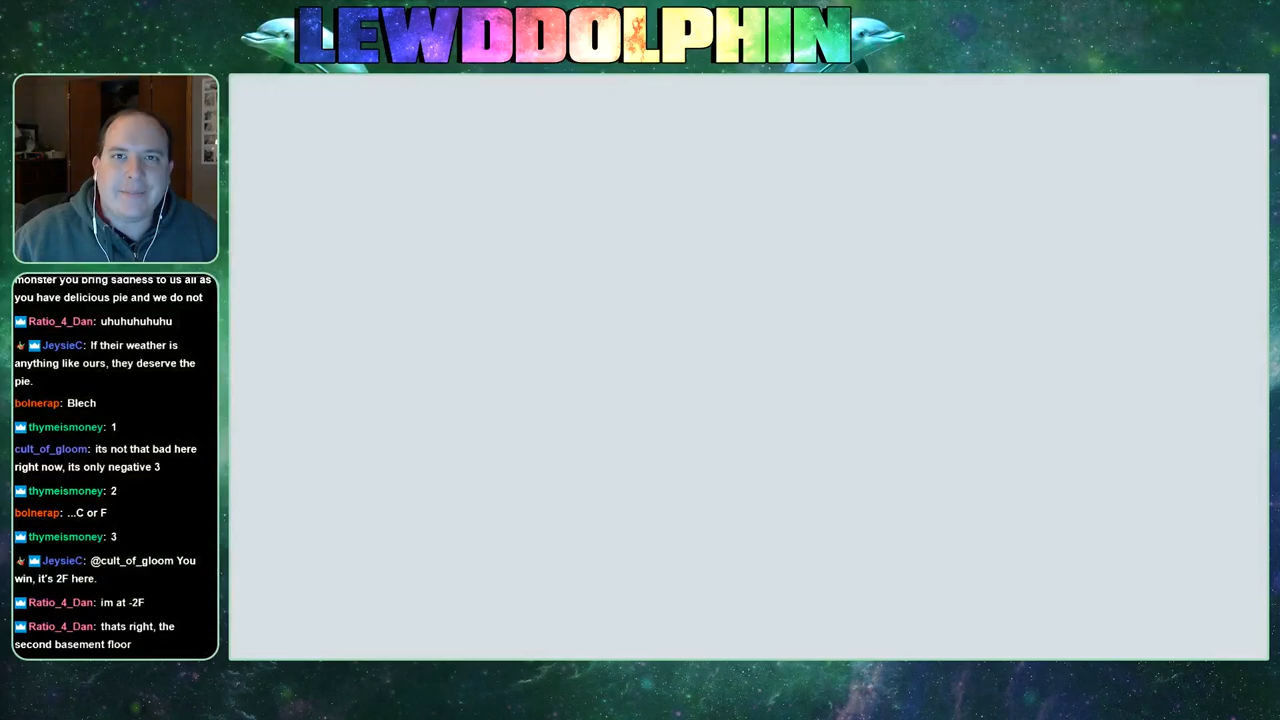 LEWDDOLPHIN
monster you bring sadness to us all as
you have delicious pie and we do not
Ratio_4_Dan: uhuhuhuhuhu
JeysieC: If their weather is
anything like ours, they deserve the
pie.
bolnerap: Blech
thymeismoney: 1
cult_of_gloom: its not that bad here
right now, its only negative 3
thymeismoney: 2
bolnerap: ...C or F
thymeismoney: 3
JeysieC: @cult_of_gloom You
win, it's 2F here.
Ratio_4_Dan: im at -2F
Ratio_4_Dan: thats right, the
second basement floor